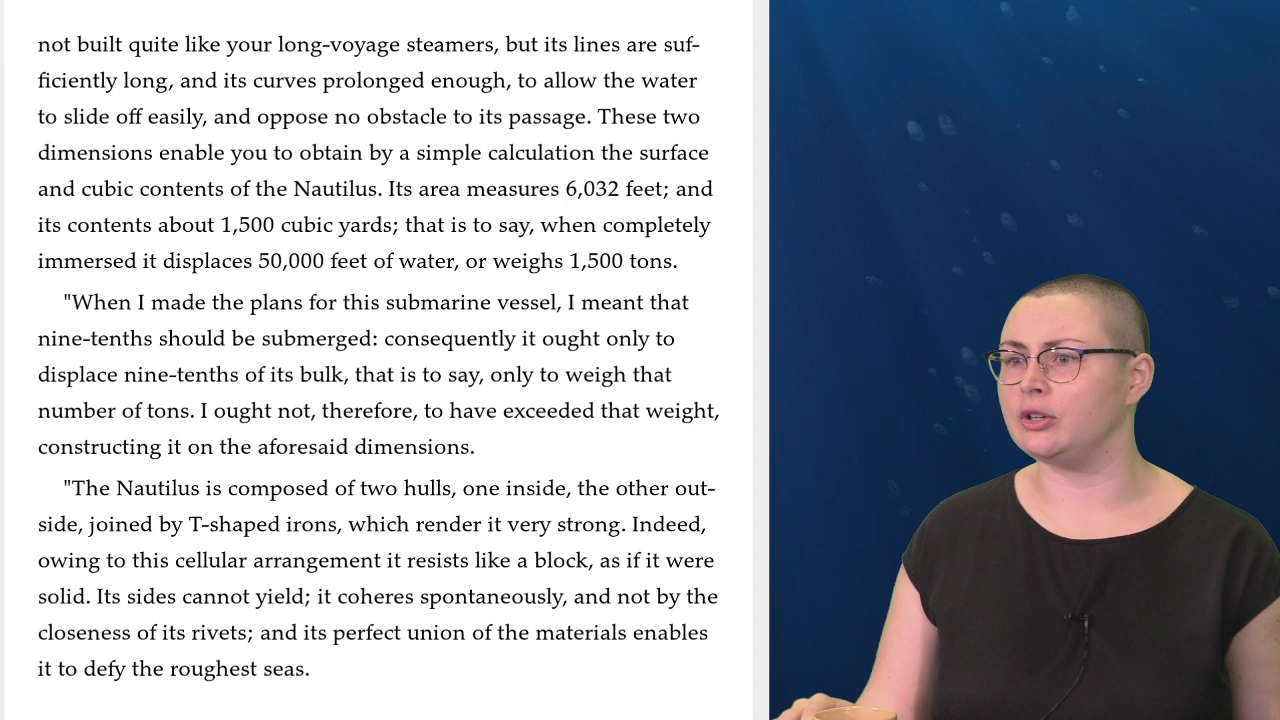 not built quite like your long-voyage steamers, but its lines are suf-
ficiently long, and its curves prolonged enough, to allow the water
to slide off easily, and oppose no obstacle to its passage. These two
dimensions enable you to obtain by a simple calculation the surface
and cubic contents of the Nautilus. Its area measures 6,032 feet; and
its contents about 1,500 cubic yards; that is to say, when completely
immersed it displaces 50,000 feet of water, or weighs 1,500 tons.
"When I made the plans for this submarine vessel, I meant that
nine-tenths should be submerged: consequently it ought only to
displace nine-tenths of its bulk, that is to say, only to weigh that
number of tons. I ought not, therefore, to have exceeded that weight,
constructing it on the aforesaid dimensions.
"The Nautilus is composed of two hulls, one inside, the other out-
side, joined by T-shaped irons, which render it very strong. Indeed,
owing to this cellular arrangement it resists like a block, as if it were
solid. Its sides cannot yield; it coheres spontaneously, and not by the
closeness of its rivets; and its perfect union of the materials enables
it to defy the roughest seas.